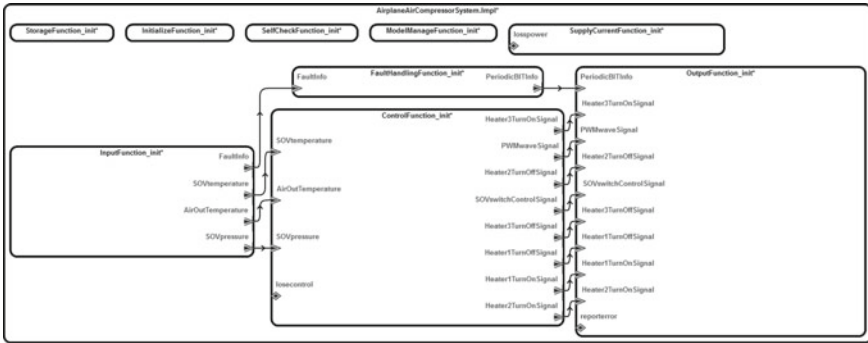 AirplaneAirCompressorSystem.Impl*
StorageFunction_init*
InitializeFunction_init*
SelfCheckFunction_init*
ModelManageFunction_init*
SupplyCurrentFunction_init*
losspower
FaultHandlingFunction_init*
FaultInfo
PeriodicBITInfo
OutputFunction_init*
PeriodicBITInfo
Heater3TurnOnSignal
PWMwaveSignal
Heater2TurnOffSignal
SOVswitchControlSignal
Heater3TurnOffSignal
Heater1TurnOffSignal
Heater1TurnOnSignal
Heater2TurnOnSignal
reporterror
ControlFunction_init*
SOVtemperature
AirOutTemperature
SOVpressure
losecontrol
Heater3TurnOnSignal
PWMwaveSignal
Heater2TurnOffSignal
SOVswitchControlSignal
Heater3TurnOffSignal
Heater1TurnOffSignal
Heater1TurnOnSignal
Heater2TurnOnSignal
InputFunction_init*
FaultInfo
SOVtemperature
AirOutTemperature
SOVpressure